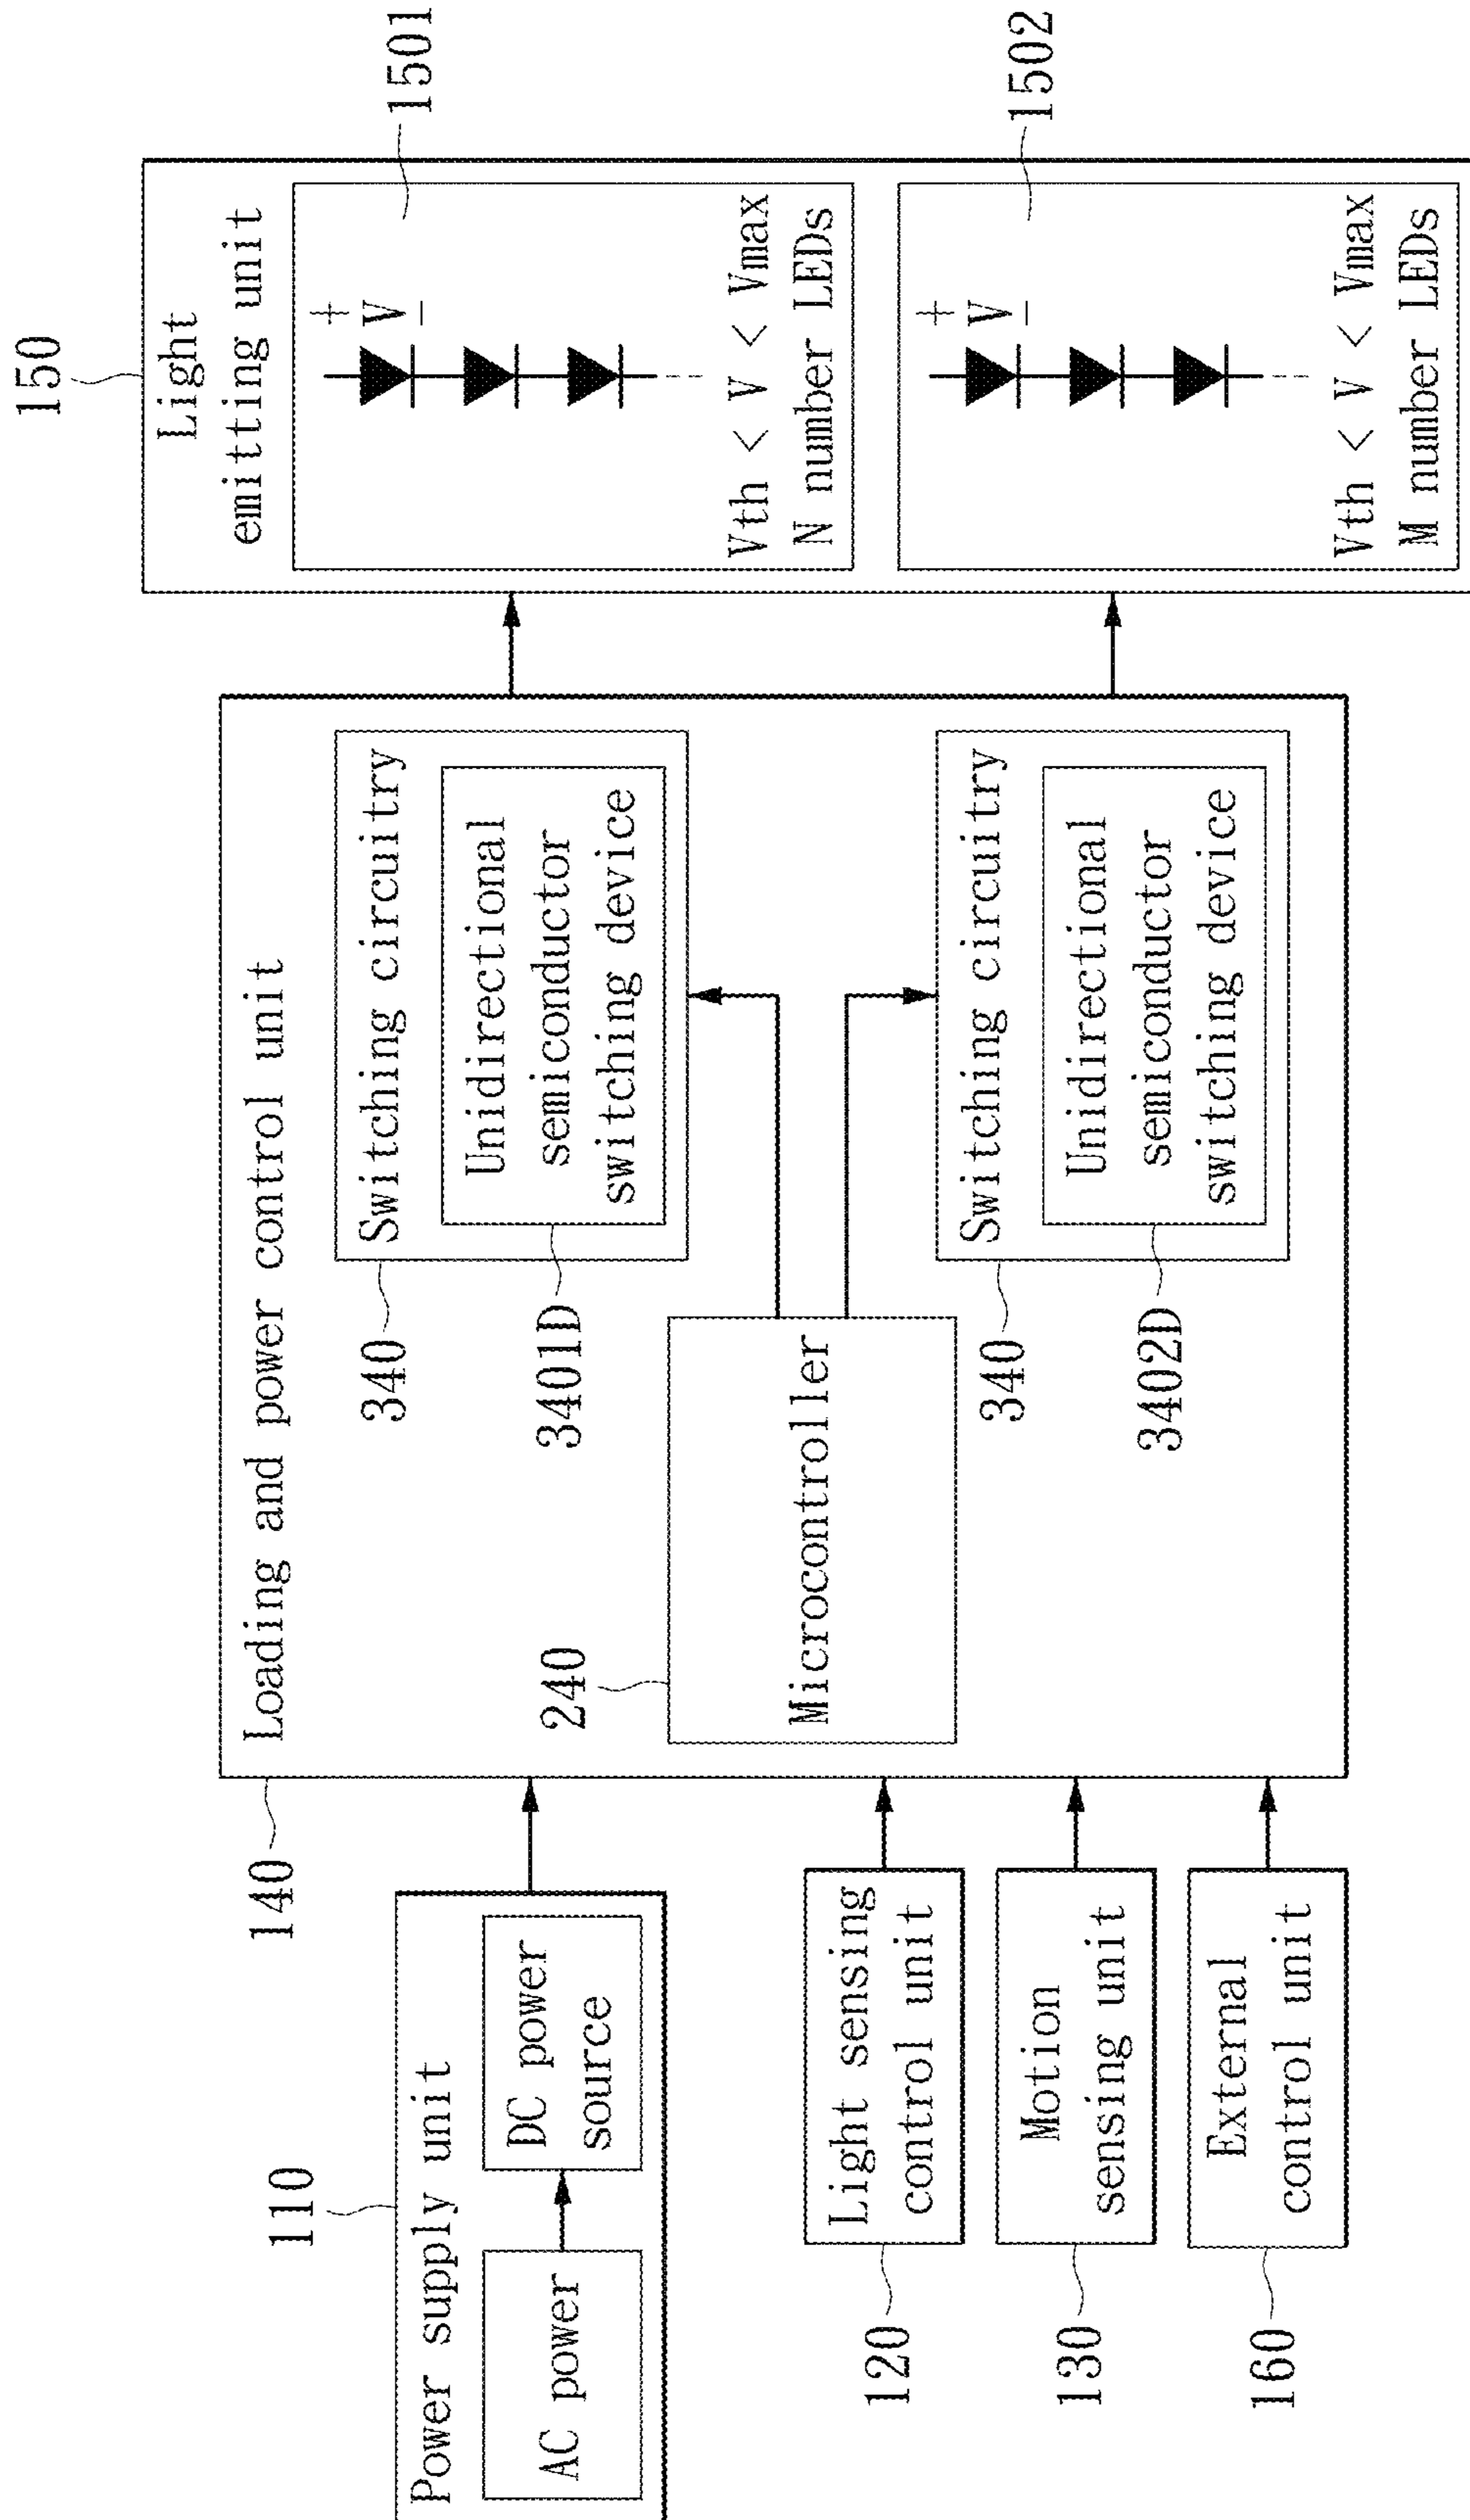 110
Power supply unit
AC power
DC power
source
120
Light sensing
control unit
130
Motion
sensing unit
160
External
control unit
140
Loading and power control unit
240
Microcontroller
340
Switching circuitry
3401D
Unidirectional
semiconductor
switching device
340
Switching circuitry
3402D
Unidirectional
semiconductor
switching device
150
Light
emitting unit
1501
+
V
−
Vth < V < Vmax
N number LEDs
1502
+
V
−
Vth < V < Vmax
M number LEDs